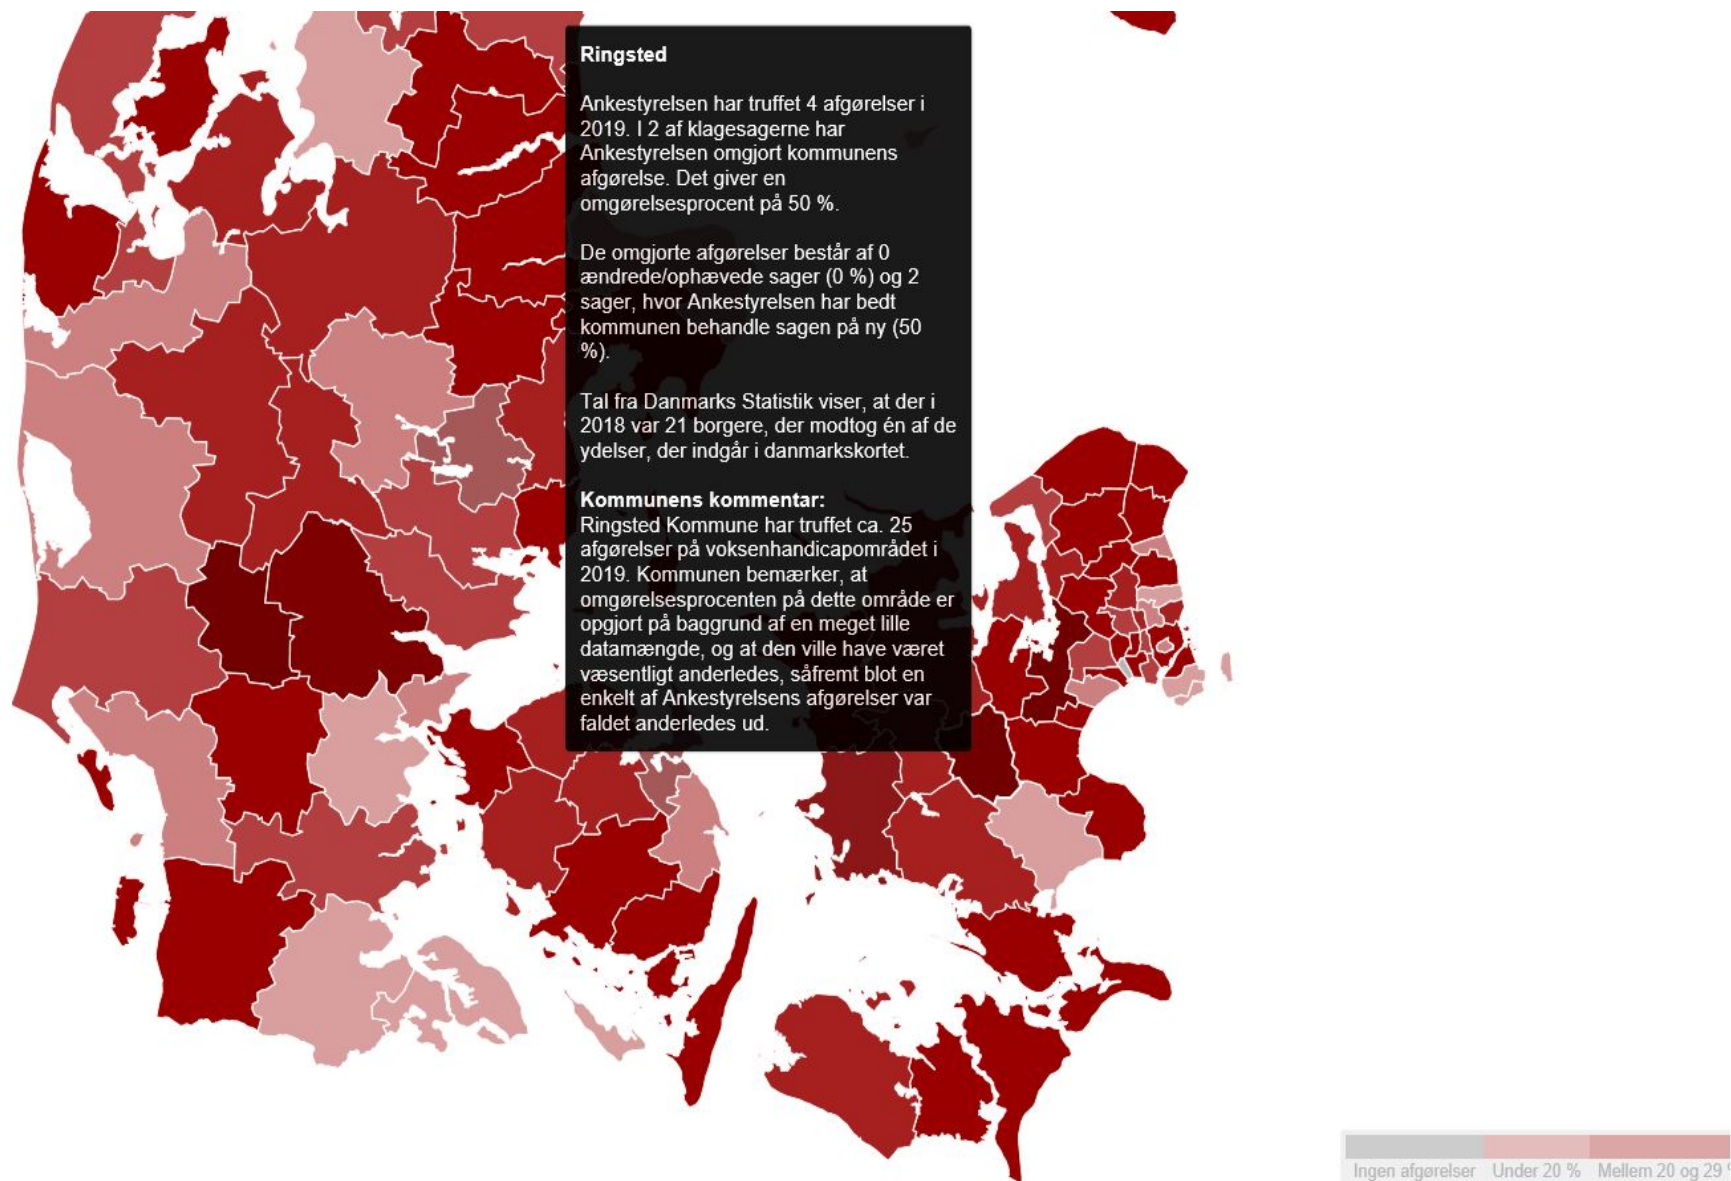 Ringsted
Ankestyrelsen har truffet 4 afgørelser i
2019. I 2 af klagesagerne har
Ankestyrelsen omgjort kommunens
afgørelse. Det giver en
omgørelsesprocent på 50 %.
De omgjorte afgørelser består af 0
ændrede/ophævede sager (0 %) og 2
sager, hvor Ankestyrelsen har bedt
kommunen behandle sagen på ny (50
%).
Tal fra Danmarks Statistik viser, at der i
2018 var 21 borgere, der modtog én af de
ydelser, der indgår i danmarkskortet.
Kommunens kommentar:
Ringsted Kommune har truffet ca. 25
afgørelser på voksenhandicapområdet i
2019. Kommunen bemærker, at
omgørelsesprocenten på dette område er
opgjort på baggrund af en meget lille
datamængde, og at den ville have været
væsentligt anderledes, såfremt blot en
enkelt af Ankestyrelsens afgørelser var
faldet anderledes ud.
Ingen afgørelser Under 20 % Mellem 20 og 29 %